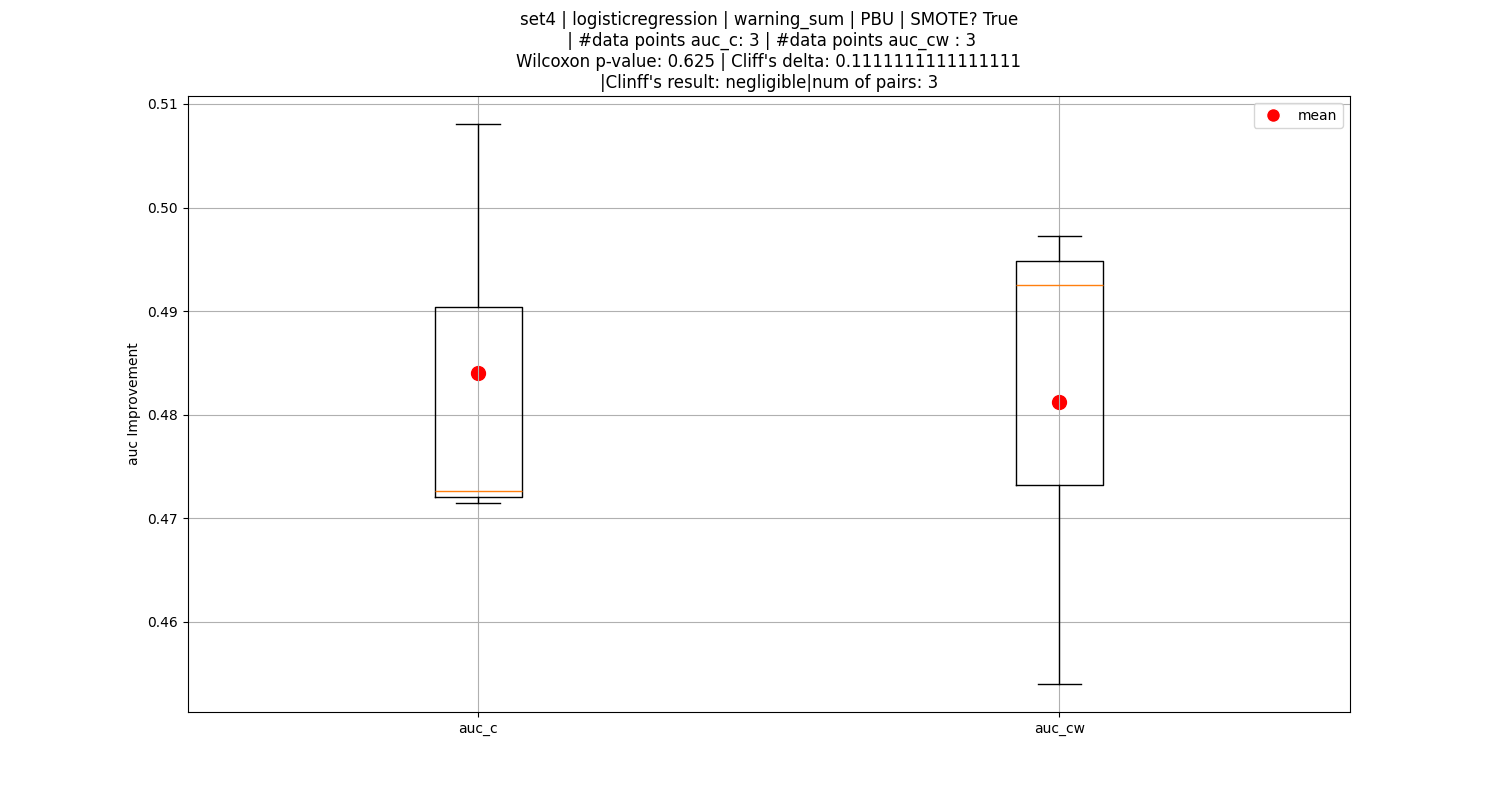 set4 | logisticregression | warning_sum | PBU | SMOTE? True
| #data points auc_c: 3 | #data points auc_cw : 3
Wilcoxon p-value: 0.625 | Cliff's delta: 0.1111111111111111
|Clinff's result: negligible|num of pairs: 3
mean
0.51
0.50
0.49
0.48
0.47
0.46
auc Improvement
auc_c
auc_cw